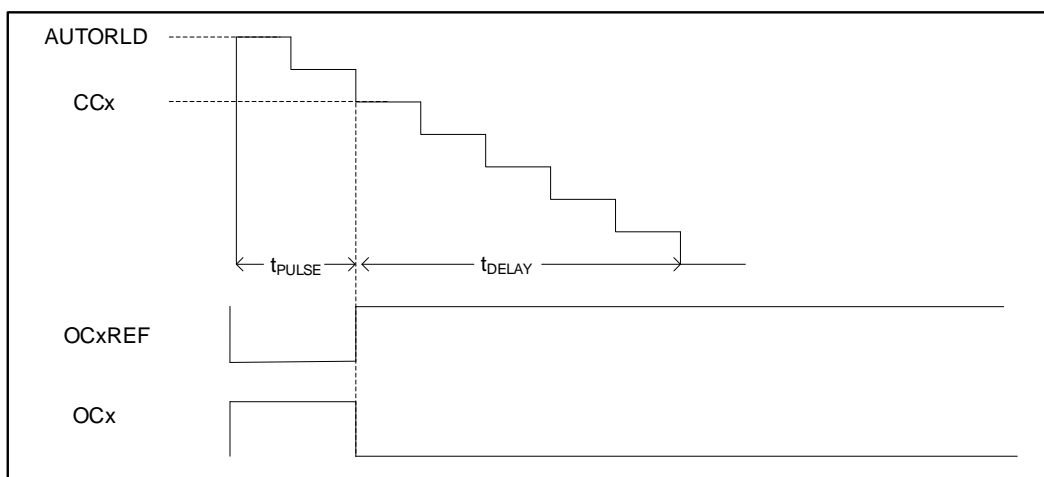 AUTORLD
CCx
tPULSE
tDELAY
OCxREF
OCx